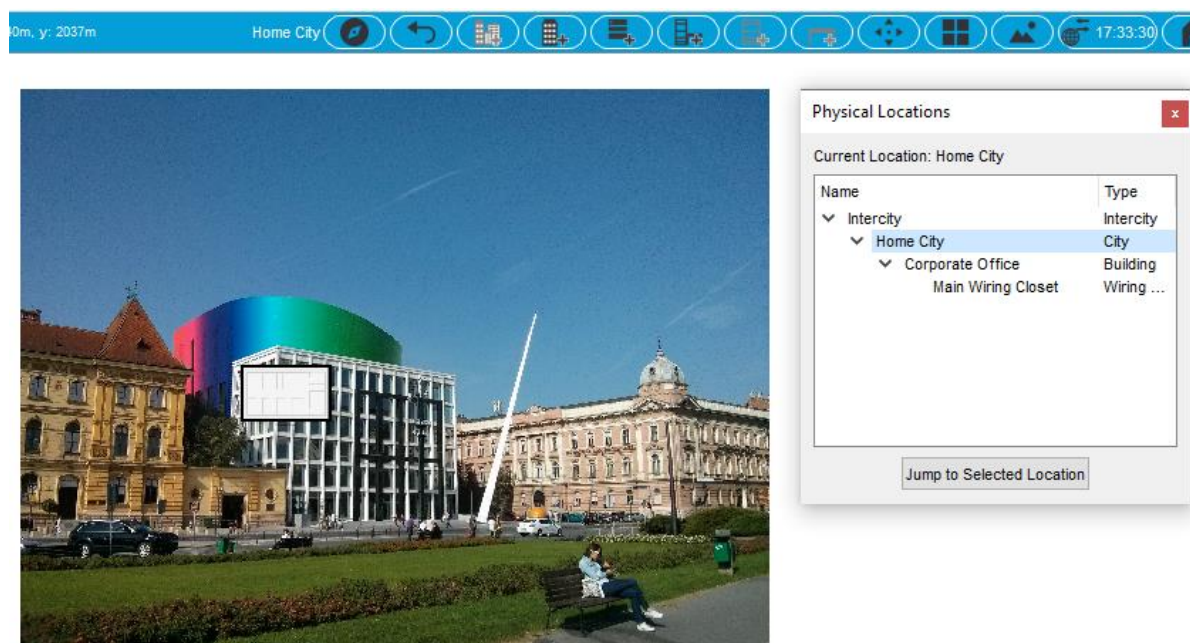 0m, y: 2037m
Home City
17:33:30
Physical Locations
x
Current Location: Home City
Name Type
Intercity Intercity
Home City City
Corporate Office Building
Main Wiring Closet Wiring ...
Jump to Selected Location